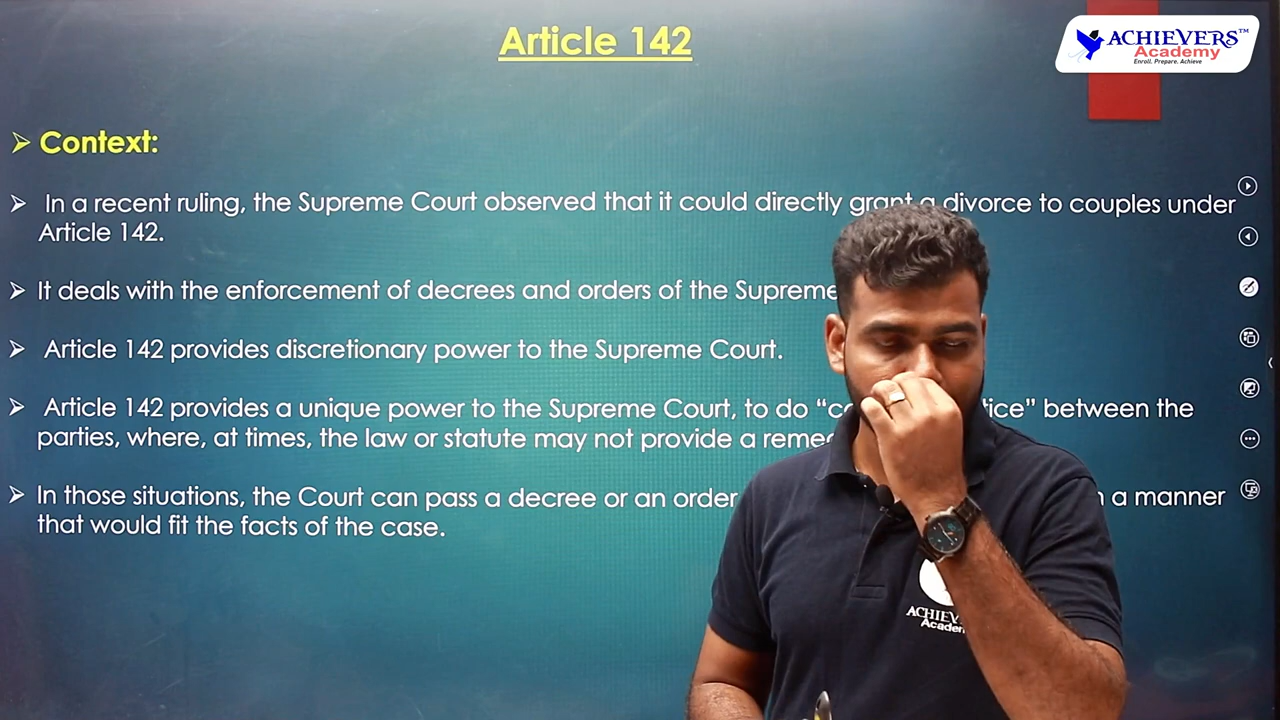 Article 142
ACHIEVERS™
Academy
Enroll. Prepare. Achieve
Context:
In a recent ruling, the Supreme Court observed that it could directly grant a divorce to couples under
Article 142.
It deals with the enforcement of decrees and orders of the Supreme
Article 142 provides discretionary power to the Supreme Court.
Article 142 provides a unique power to the Supreme Court, to do “co tice” between the
parties, where, at times, the law or statute may not provide a reme
In those situations, the Court can pass a decree or an order n a manner
that would fit the facts of the case.
ACHIEV
Academ